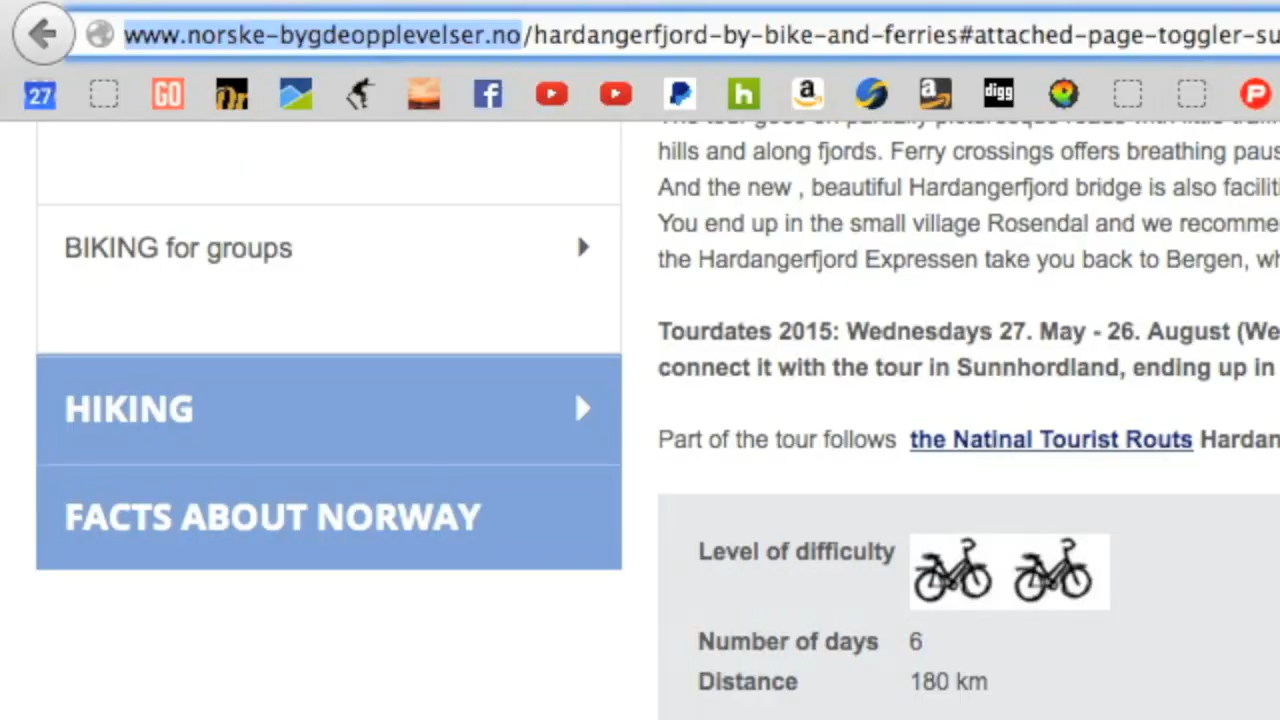 www.norske-bygdeopplevelser.no/hardangerfjord-by-bike-and-ferries#attached-page-toggler-su
27
GO
digg
hills and along fjords. Ferry crossings offers breathing paus
And the new , beautiful Hardangerfjord bridge is also faciliti
You end up in the small village Rosendal and we recomme
the Hardangerfjord Expressen take you back to Bergen, wh
BIKING for groups
Tourdates 2015: Wednesdays 27. May - 26. August (We
connect it with the tour in Sunnhordland, ending up in
HIKING
Part of the tour follows the Natinal Tourist Routs Hardan
FACTS ABOUT NORWAY
Level of difficulty
Number of days 6
Distance 180 km